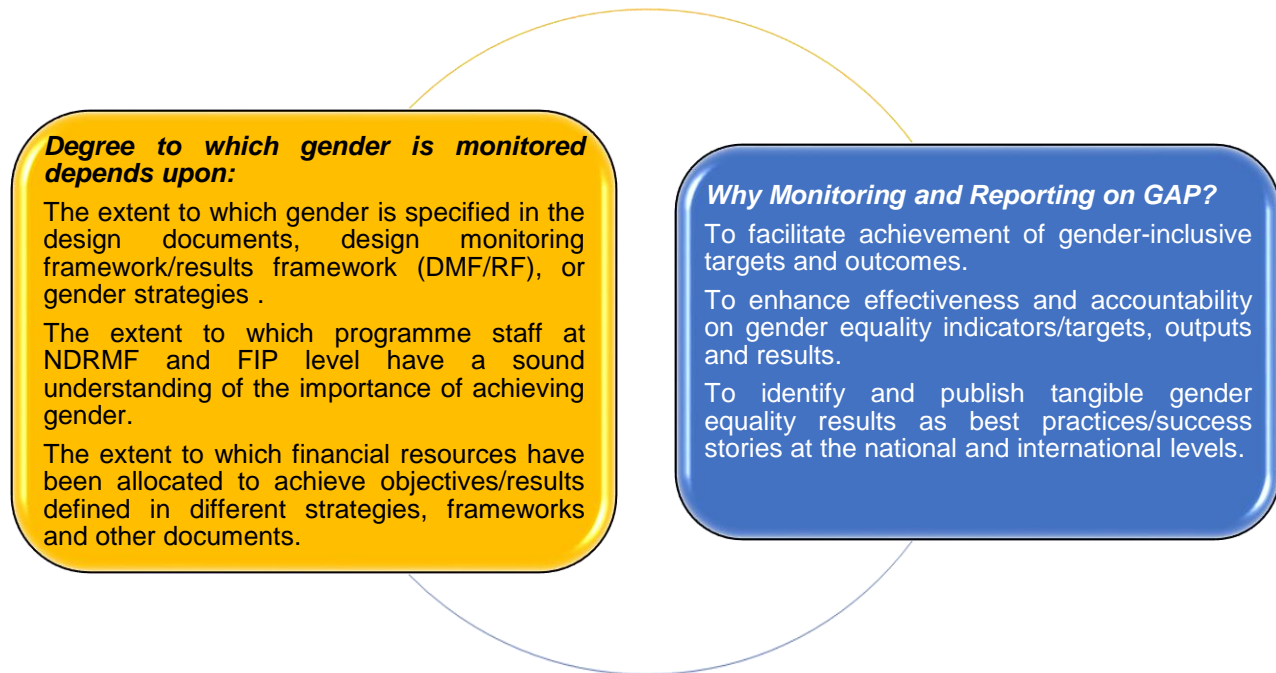 Degree to which gender is monitored
depends upon:
The extent to which gender is specified in the
design documents, design monitoring
framework/results framework (DMF/RF), or
gender strategies .
The extent to which programme staff at
NDRMF and FIP level have a sound
understanding of the importance of achieving
gender.
The extent to which financial resources have
been allocated to achieve objectives/results
defined in different strategies, frameworks
and other documents.
Why Monitoring and Reporting on GAP?
To facilitate achievement of gender-inclusive
targets and outcomes.
To enhance effectiveness and accountability
on gender equality indicators/targets, outputs
and results.
To identify and publish tangible gender
equality results as best practices/success
stories at the national and international levels.